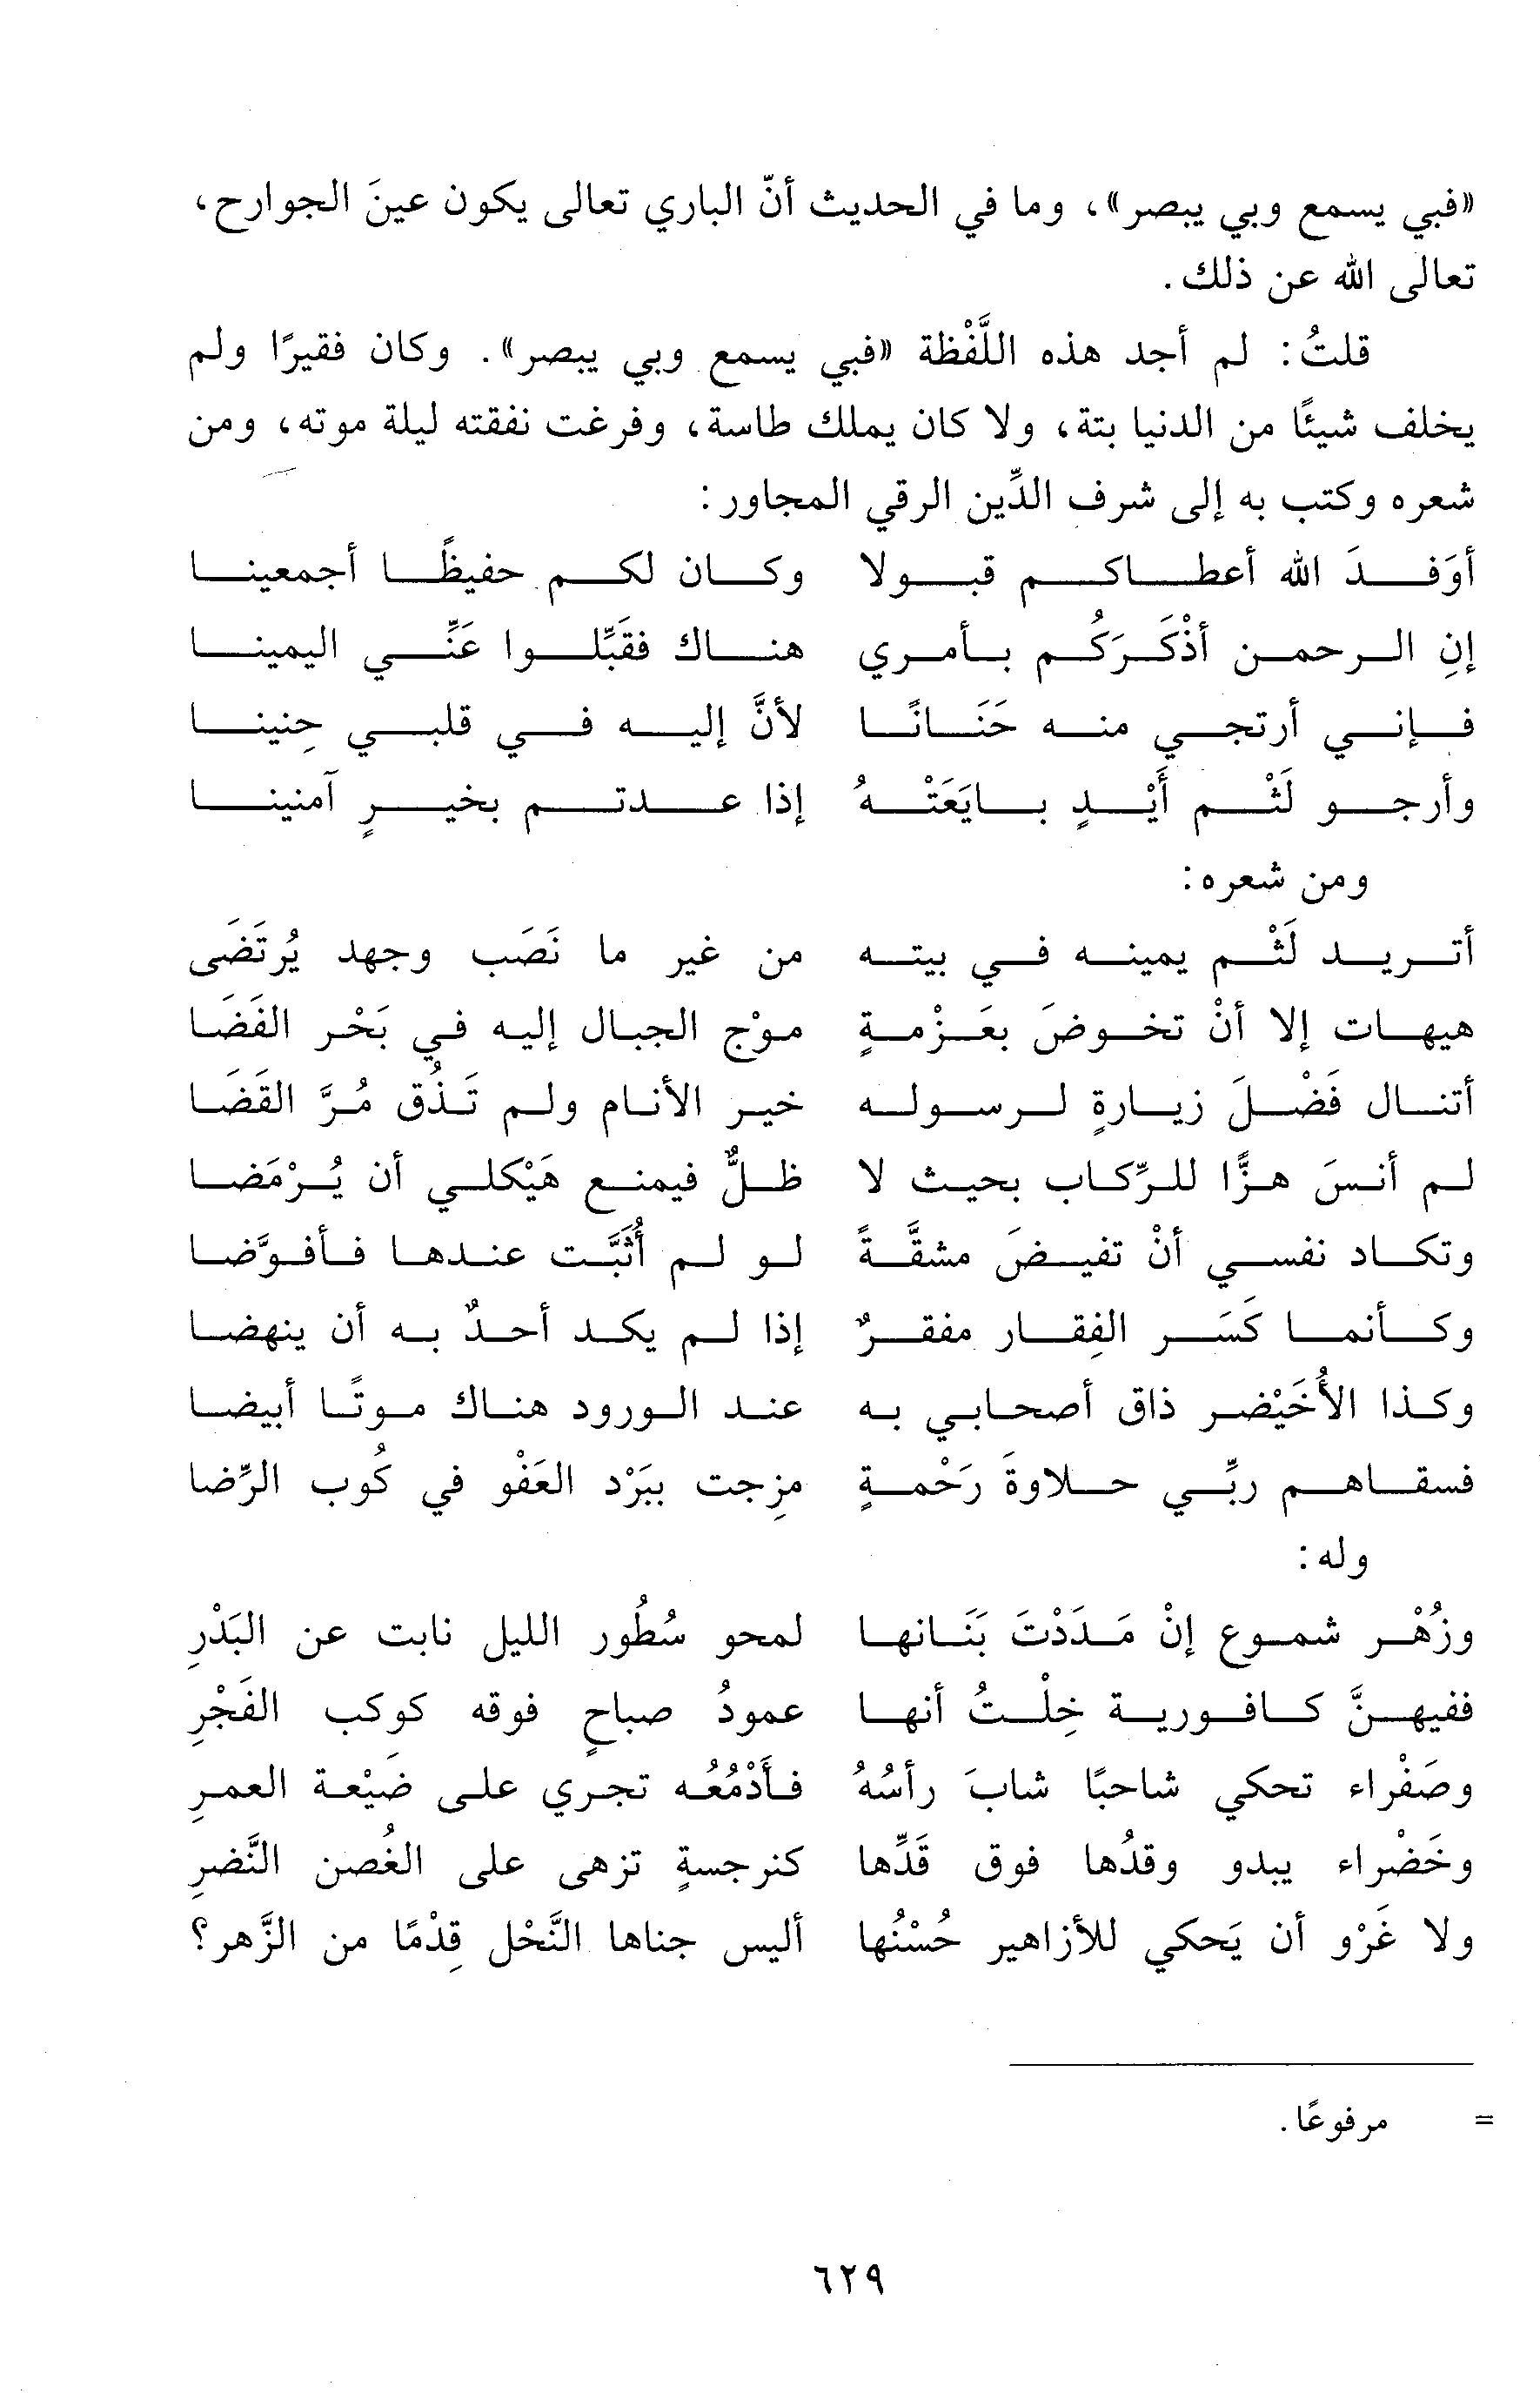 «فبي يسمع وبي يبصر»، وما في الحديث أنّ الباري تعالى يكون عينَ الجوارح،
تعالى الله عن ذلك.
قلتُ: لم أجد هذه اللَّفْظة «فبي يسمع وبي يبصر». وكان فقيرًا ولم
يخلف شيئًا من الدنيا بتة، ولا كان يملك طاسة، وفرغت نفقته ليلة موته، ومن
شعره وكتب به إلى شرف الدِّين الرقي المجاور:
أوَفدَ الله أعطاكم قبولا وكان لكم حفيظًا أجمعينا
إنِ الرحمن أذْكَرَكُم بأمري هناك فقَبِّلوا عَنِّي اليمينا
فإني أرتجي منه حَنَانًا لأنَّ إليه في قلبي حِنينا
وأرجو لَثْم أَيْدٍ بايَعَتْهُ إذا عدتم بخيرٍ آمنينا
ومن شعره:
أتريد لَثْم يمينه في بيته من غير ما نَصَب وجهد يُرتَضَى
هيهات إلا أنْ تخوضَ بعَزْمةٍ موْج الجبال إليه في بَحْر الفَضَا
أتنال فَضْلَ زيارةٍ لرسوله خير الأنام ولم تَذُق مُرَّ القَضَا
لم أنسَ هزًّا للرِّكاب بحيث لا ظلٌّ فيمنع هَيْكلي أن يُرْمَضا
وتكاد نفسي أنْ تفيضَ مشقَّةً لو لم أُثَبَّت عندها فأفوَّضا
وكأنما كَسَر الفِقار مفقرٌ إذا لم يكد أحدٌ به أن ينهضا
وكذا الأُخَيْضر ذاق أصحابي به عند الورود هناك موتًا أبيضا
فسقاهم ربِّي حلاوةَ رَحْمةٍ مزِجت ببَرْد العَفْو في كُوب الرِّضا
وله:
وزُهْر شموع إنْ مَدَدْتَ بَنَانها لمحو سُطُور الليل نابت عن البَدْرِ
ففيهنَّ كافورية خِلْتُ أنها عمودُ صباحٍ فوقه كوكب الفَجْرِ
وصَفْراء تحكي شاحبًا شابَ رأسُهُ فأَدْمُعُه تجري على ضَيْعة العمرِ
وخَضْراء يبدو وقدُها فوق قَدِّها كنرجسةٍ تزهى على الغُصن النَّضرِ
ولا غَرْو أن يَحكي للأزاهير حُسْنُها أليس جناها النَّحْل قِدْمًا من الزَّهر؟
= مرفوعًا.
٦٢٩